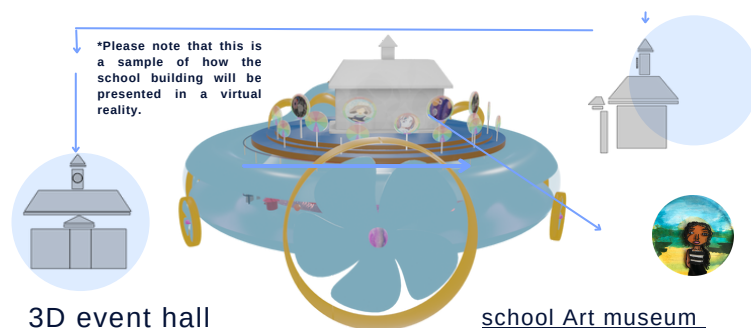 *Please note that this is
a sample of how the
school building will be
presented in a virtual
reality.
3D event hall
school Art museum